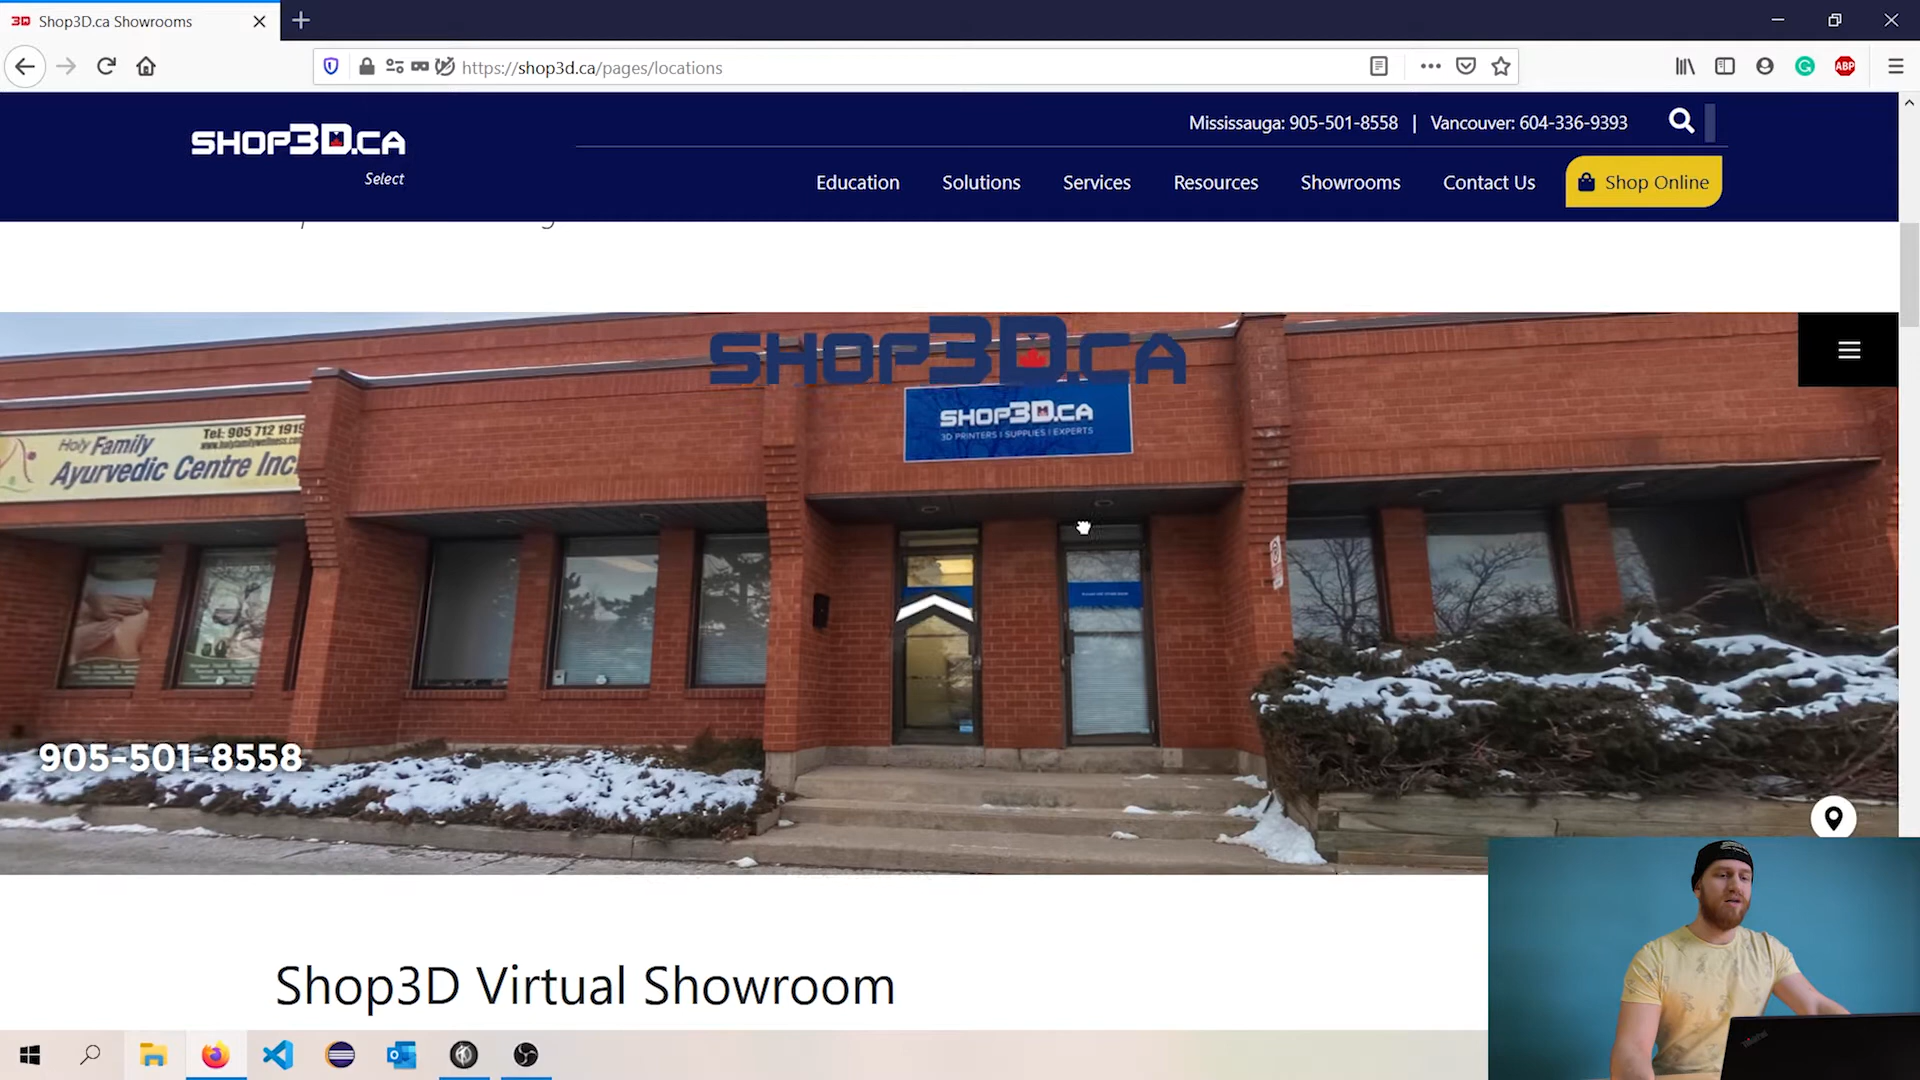 3D Shop3D.ca Showrooms
https://shop3d.ca/pages/locations
ABP
Mississauga: 905-501-8558 | Vancouver: 604-336-9393
SHOP3D.CA
Select
Education Solutions Services Resources Showrooms Contact Us Shop Online
SHOP3D.CA
SHOP3D.CA
3D PRINTERS | SUPPLIES | EXPERTS
Tel: 905 712 1919
Holy Family
Ayurvedic Centre Inc.
905-501-8558
Shop3D Virtual Showroom